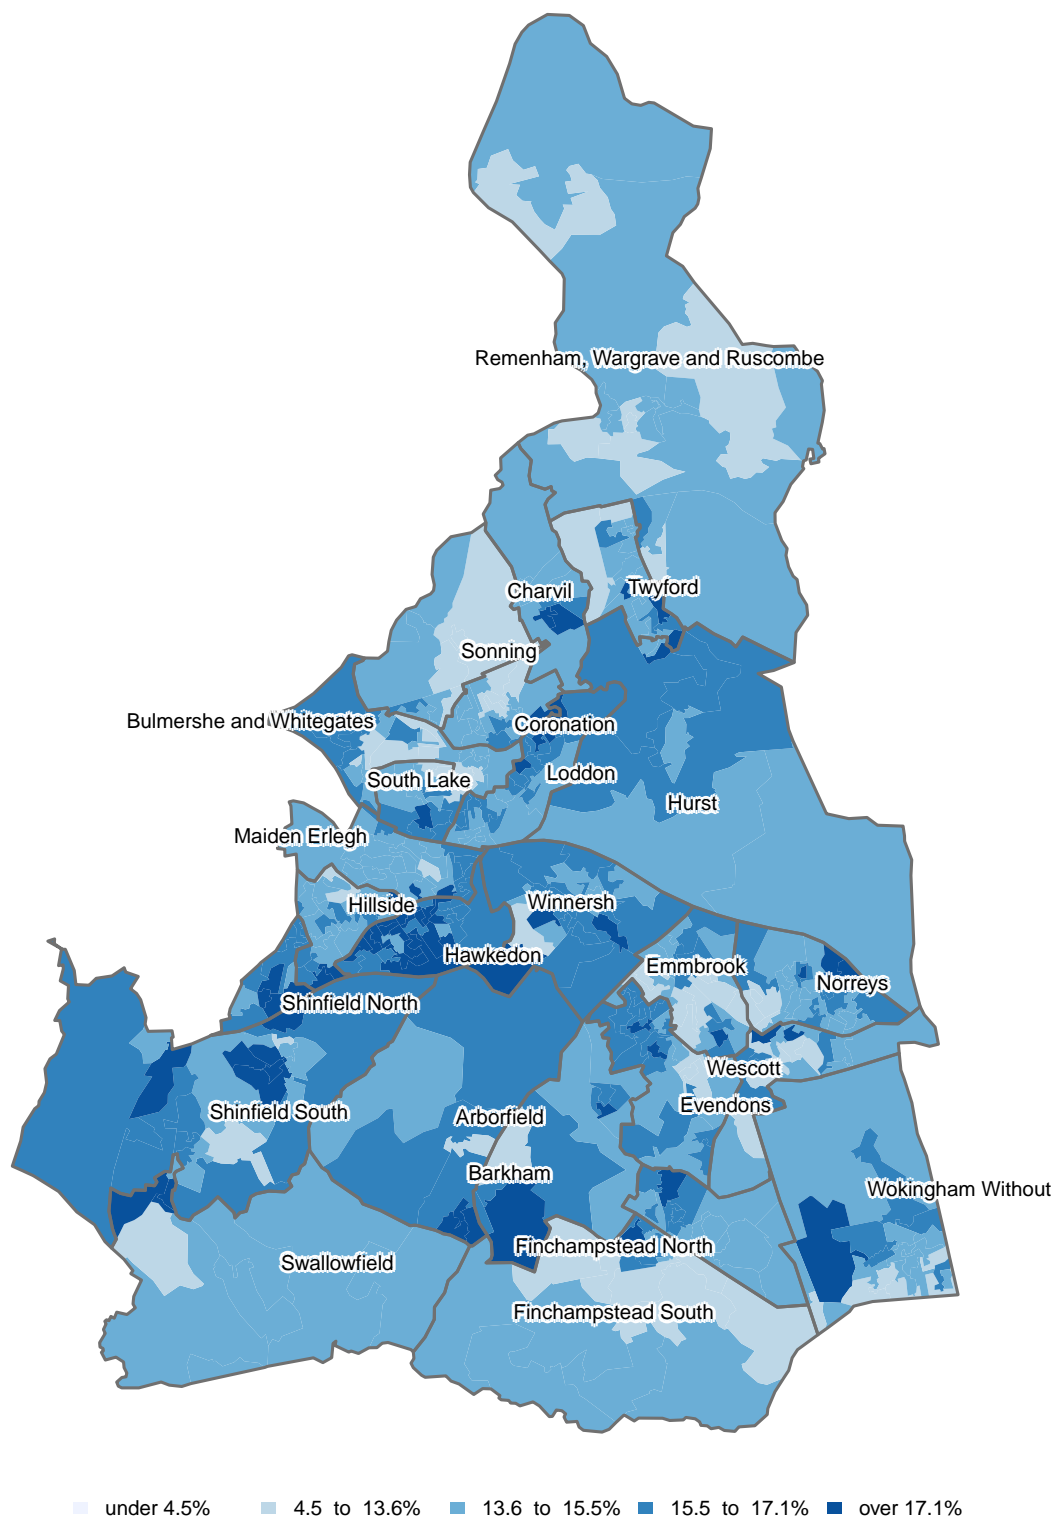 Remenham, Wargrave and Ruscombe
Charvil
Twyford
Sonning
Bulmershe and Whitegates
Coronation
South Lake
Loddon
Hurst
Maiden Erlegh
Hillside
Winnersh
Hawkedon
Emmbrook
Norreys
Shinfield North
Wescott
Evendons
Shinfield South
Arborfield
Barkham
Wokingham Without
Finchampstead North
Swallowfield
Finchampstead South
under 4.5%
4.5 to 13.6%
13.6 to 15.5%
15.5 to 17.1%
over 17.1%